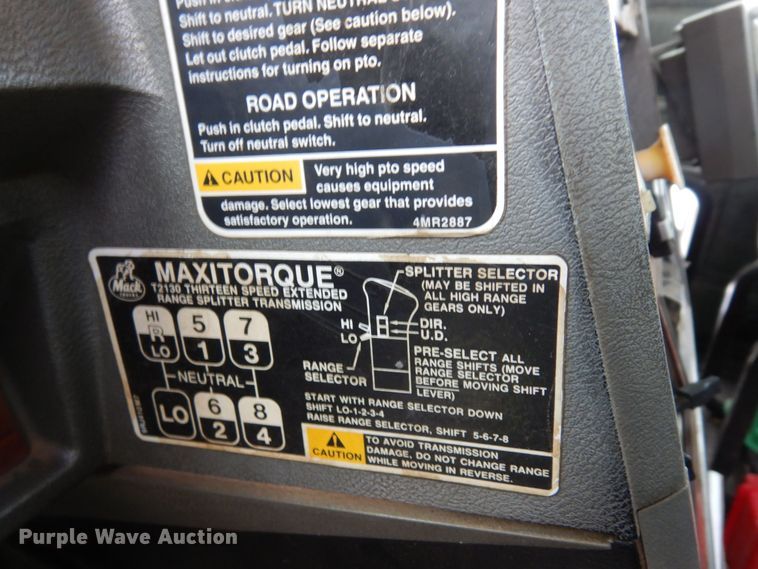 Push in clutch
Shift to neutral. TURN NEUTRAL
Shift to desired gear (See caution below).
Let out clutch pedal. Follow separate
instructions for turning on pto.
ROAD OPERATION
Push in clutch pedal. Shift to neutral.
Turn off neutral switch.
CAUTION Very high pto speed
causes equipment
damage. Select lowest gear that provides
satisfactory operation. 4MR2887
Mack
MAXITORQUE®
T2130 THIRTEEN SPEED EXTENDED
RANGE SPLITTER TRANSMISSION
HI
R
LO
5
1
7
3
NEUTRAL
LO
6
2
8
4
SPLITTER SELECTOR
(MAY BE SHIFTED IN
ALL HIGH RANGE
GEARS ONLY)
HI
LO
DIR.
U.D.
RANGE
SELECTOR
PRE-SELECT ALL
RANGE SHIFTS (MOVE
RANGE SELECTOR
BEFORE MOVING SHIFT
LEVER)
START WITH RANGE SELECTOR DOWN
SHIFT LO-1-2-3-4
RAISE RANGE SELECTOR, SHIFT 5-6-7-8
CAUTION
TO AVOID TRANSMISSION
DAMAGE, DO NOT CHANGE RANGE
WHILE MOVING IN REVERSE.
Purple Wave Auction